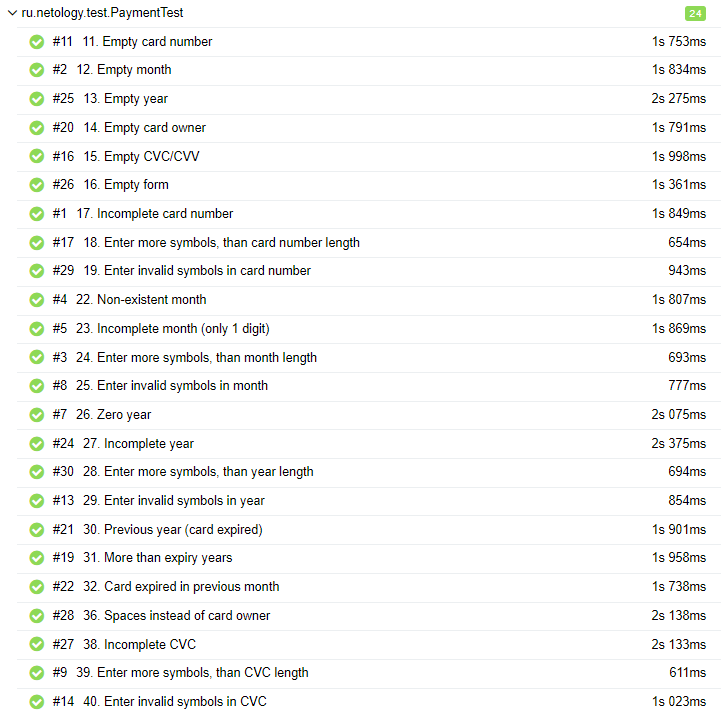 ru.netology.test.PaymentTest 24
#11 11. Empty card number 1s 753ms
#2 12. Empty month 1s 834ms
#25 13. Empty year 2s 275ms
#20 14. Empty card owner 1s 791ms
#16 15. Empty CVC/CVV 1s 998ms
#26 16. Empty form 1s 361ms
#1 17. Incomplete card number 1s 849ms
#17 18. Enter more symbols, than card number length 654ms
#29 19. Enter invalid symbols in card number 943ms
#4 22. Non-existent month 1s 807ms
#5 23. Incomplete month (only 1 digit) 1s 869ms
#3 24. Enter more symbols, than month length 693ms
#8 25. Enter invalid symbols in month 777ms
#7 26. Zero year 2s 075ms
#24 27. Incomplete year 2s 375ms
#30 28. Enter more symbols, than year length 694ms
#13 29. Enter invalid symbols in year 854ms
#21 30. Previous year (card expired) 1s 901ms
#19 31. More than expiry years 1s 958ms
#22 32. Card expired in previous month 1s 738ms
#28 36. Spaces instead of card owner 2s 138ms
#27 38. Incomplete CVC 2s 133ms
#9 39. Enter more symbols, than CVC length 611ms
#14 40. Enter invalid symbols in CVC 1s 023ms